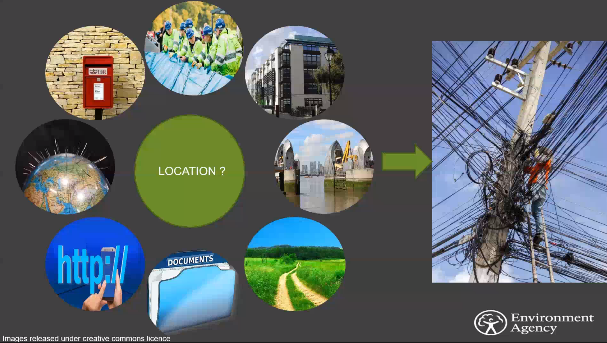 LOCATION ?
http://
DOCUMENTS
Environment
Agency
Images released under creative commons licence